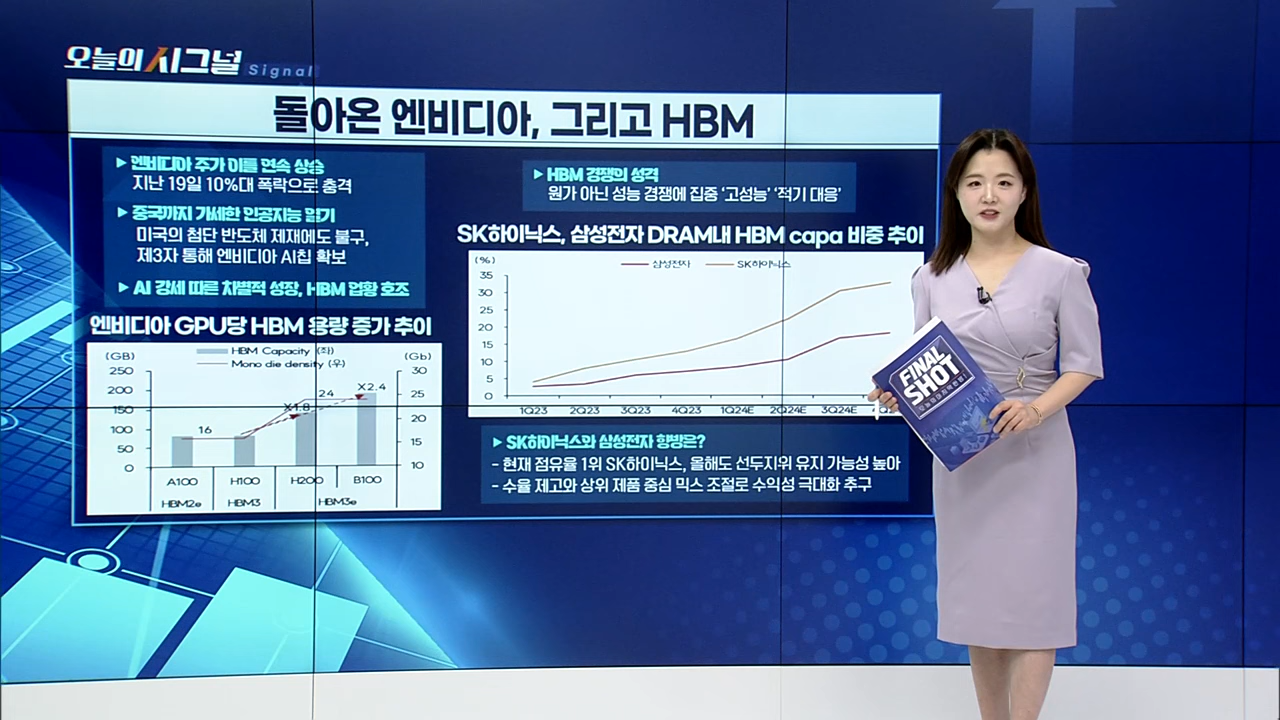 오늘의 시그널 Signal
돌아온 엔비디아, 그리고 HBM
▶ 엔비디아 주가 이틀 연속 상승
지난 19일 10%대 폭락으로 충격
▶ 중국까지 가세한 인공지능 열기
미국의 첨단 반도체 제재에도 불구,
제3자 통해 엔비디아 AI칩 확보
▶ AI 강세 따른 차별적 성장, HBM 업황 호조
엔비디아 GPU당 HBM 용량 증가 추이
(GB)
HBM Capacity (좌)
Mono die density (우)
(Gb)
250
200
150
100
50
0
30
25
20
15
10
16
X1.8
24
X2.4
A100 H100 H200 B100
HBM2e HBM3 HBM3e
▶ HBM 경쟁의 성격
원가 아닌 성능 경쟁에 집중 '고성능' '적기 대응'
SK하이닉스, 삼성전자 DRAM내 HBM capa 비중 추이
(%)
삼성전자 SK하이닉스
35
30
25
20
15
10
5
0
1Q23 2Q23 3Q23 4Q23 1Q24E 2Q24E 3Q24E
▶ SK하이닉스와 삼성전자 향방은?
- 현재 점유율 1위 SK하이닉스, 올해도 선두지위 유지 가능성 높아
- 수율 제고와 상위 제품 중심 믹스 조절로 수익성 극대화 추구
FINAL
SHOT